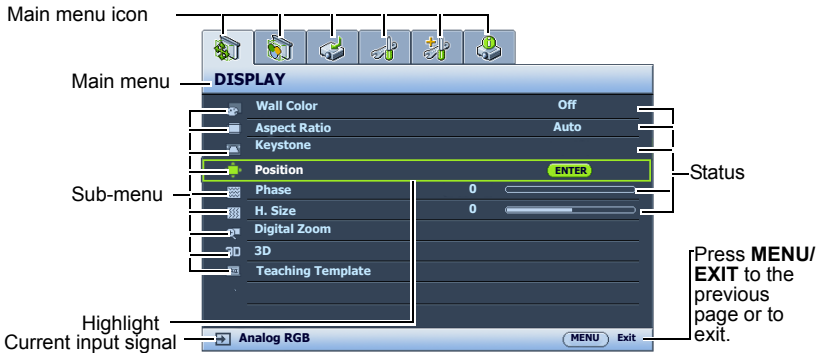 Main menu icon
Main menu
DISPLAY
Wall Color Off
Aspect Ratio Auto
Keystone
Position ENTER
Status
Sub-menu
Phase 0
H. Size 0
Digital Zoom
3D 3D
Teaching Template
Press MENU/
EXIT to the
previous
page or to
exit.
Highlight
Current input signal
Analog RGB MENU Exit